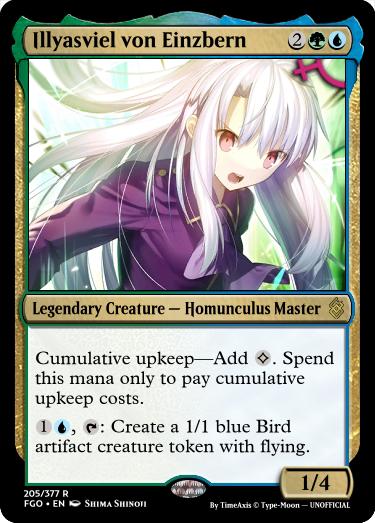 Illyasviel von Einzbern 2
Legendary Creature — Homunculus Master
Cumulative upkeep—Add C. Spend
this mana only to pay cumulative
upkeep costs.
1U, T: Create a 1/1 blue Bird
artifact creature token with flying.
1/4
205/377 R
FGO • EN Shima Shinoji
By TimeAxis © Type-Moon — UNOFFICIAL